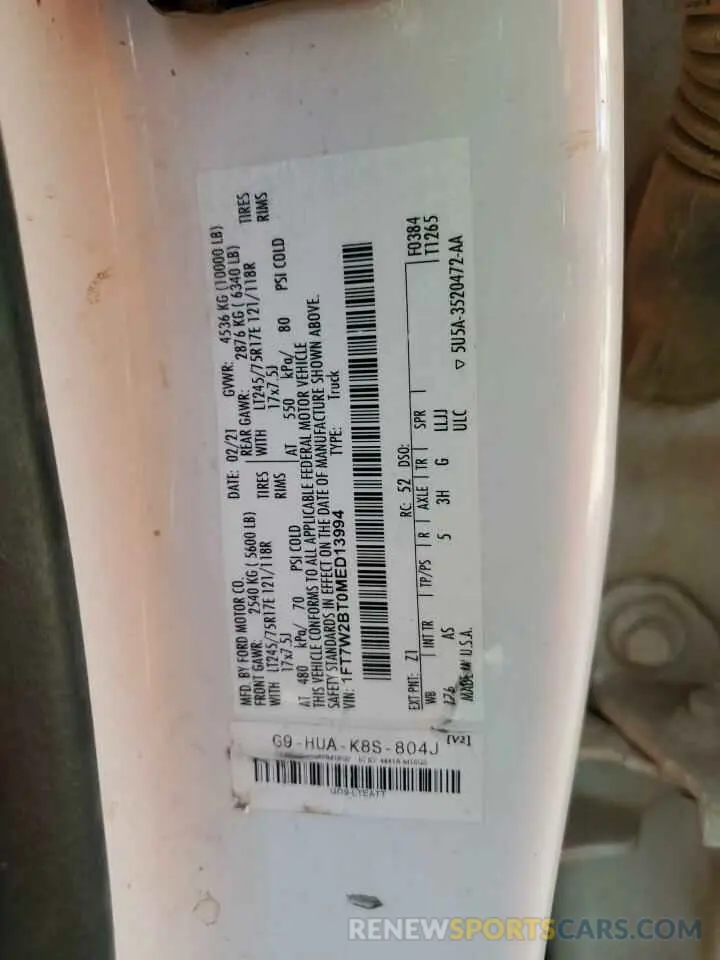 MFD. BY FORD MOTOR CO.
DATE: 02/21 GVWR: 4536 KG (10000 LB)
FRONT GAWR: 2540 KG ( 5600 LB)
REAR GAWR: 2876 KG ( 6340 LB)
WITH LT245/75R17E 121/118R TIRES
WITH LT245/75R17E 121/118R TIRES
17x7.5J RIMS
17x7.5J RIMS
AT 480 kPa/ 70 PSI COLD
AT 550 kPa/ 80 PSI COLD
THIS VEHICLE CONFORMS TO ALL APPLICABLE FEDERAL MOTOR VEHICLE
SAFETY STANDARDS IN EFFECT ON THE DATE OF MANUFACTURE SHOWN ABOVE.
VIN: 1FT7W2BT0MED13994 TYPE: Truck
F0384
T1265
EXT PNT: Z1 RC: 52 DSO:
WB INT TR TP/PS R AXLE TR SPR
176 AS 5 3H G LLJJ
ULC
MADE IN U.S.A.
▽ 5U5A-3520472-AA
G9-HUA-K8S-804J [V2]
RENEWSPORTSCARS.COM